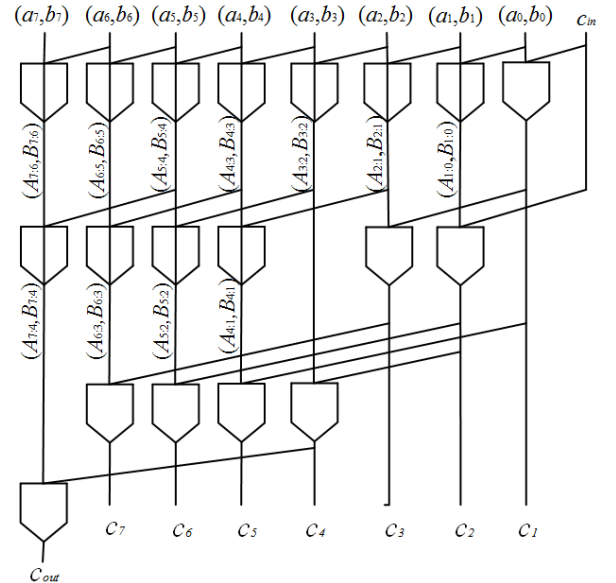 (a₇,b₇) (a₆,b₆) (a₅,b₅) (a₄,b₄) (a₃,b₃) (a₂,b₂) (a₁,b₁) (a₀,b₀) cᵢₙ
(A₇:₆,B₇:₆) (A₆:₅,B₆:₅) (A₅:₄,B₅:₄) (A₄:₃,B₄:₃) (A₃:₂,B₃:₂) (A₂:₁,B₂:₁) (A₁:₀,B₁:₀)
(A₇:₄,B₇:₄) (A₆:₃,B₆:₃) (A₅:₂,B₅:₂) (A₄:₁,B₄:₁)
c₇ c₆ c₅ c₄ c₃ c₂ c₁
cₒᵤₜ